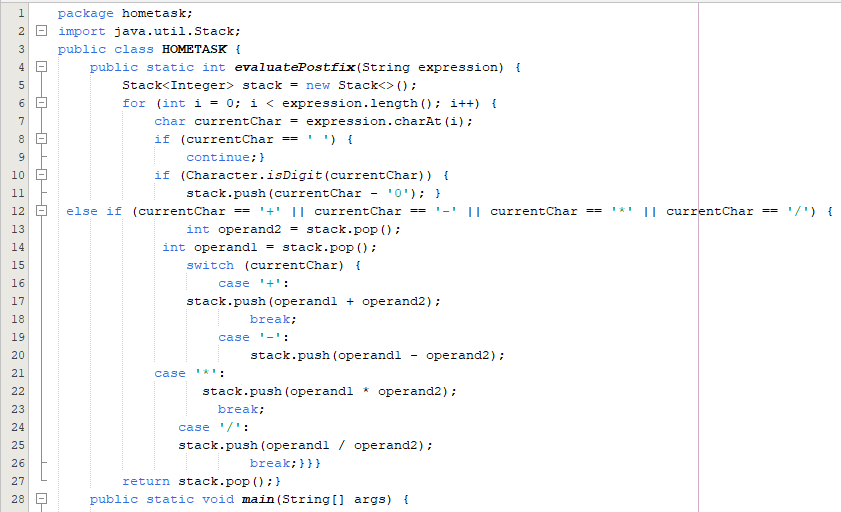 1 package hometask;
2 import java.util.Stack;
3 public class HOMETASK {
4 public static int evaluatePostfix(String expression) {
5 Stack<Integer> stack = new Stack<>();
6 for (int i = 0; i < expression.length(); i++) {
7 char currentChar = expression.charAt(i);
8 if (currentChar == ' ') {
9 continue;}
10 if (Character.isDigit(currentChar)) {
11 stack.push(currentChar - '0'); }
12 else if (currentChar == '+' || currentChar == '-' || currentChar == '*' || currentChar == '/') {
13 int operand2 = stack.pop();
14 int operand1 = stack.pop();
15 switch (currentChar) {
16 case '+':
17 stack.push(operand1 + operand2);
18 break;
19 case '-':
20 stack.push(operand1 - operand2);
21 case '*':
22 stack.push(operand1 * operand2);
23 break;
24 case '/':
25 stack.push(operand1 / operand2);
26 break;}}}
27 return stack.pop();}
28 public static void main(String[] args) {